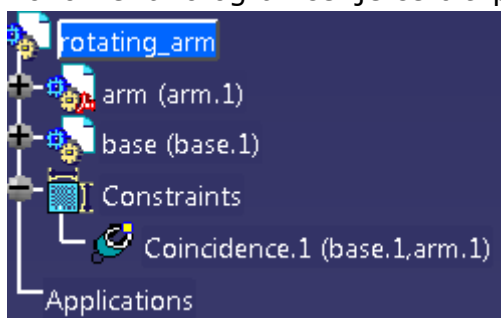 rotating_arm
arm (arm.1)
base (base.1)
Constraints
Coincidence.1 (base.1,arm.1)
Applications